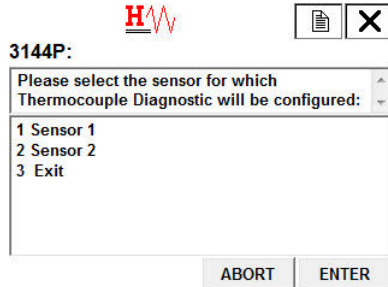 H
3144P:
Please select the sensor for which
Thermocouple Diagnostic will be configured:
1 Sensor 1
2 Sensor 2
3 Exit
ABORT ENTER